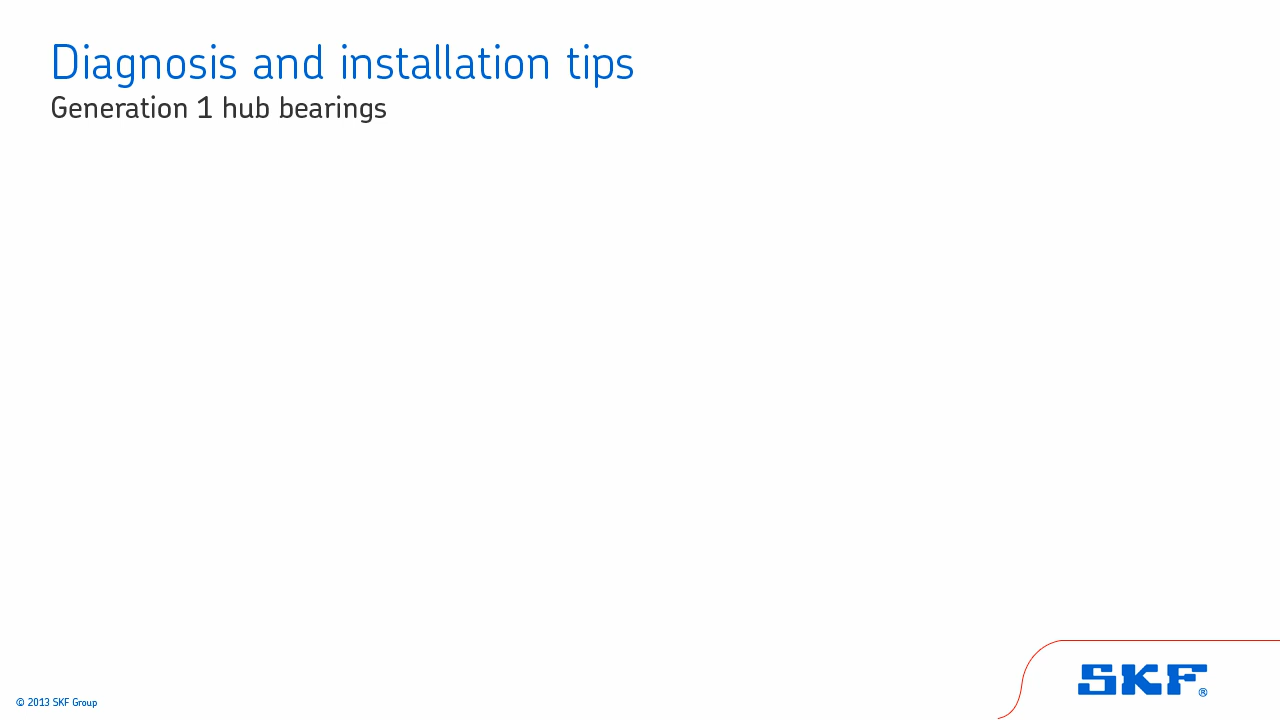 Diagnosis and installation tips
Generation 1 hub bearings
SKF®
© 2013 SKF Group